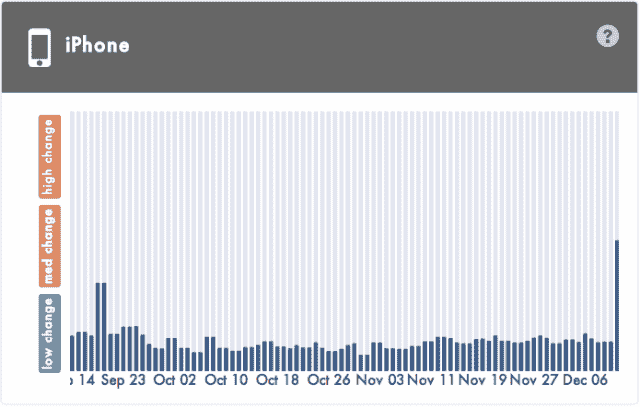 iPhone
?
high change
med change
low change
14 Sep 23 Oct 02 Oct 10 Oct 18 Oct 26 Nov 03 Nov 11 Nov 19 Nov 27 Dec 06